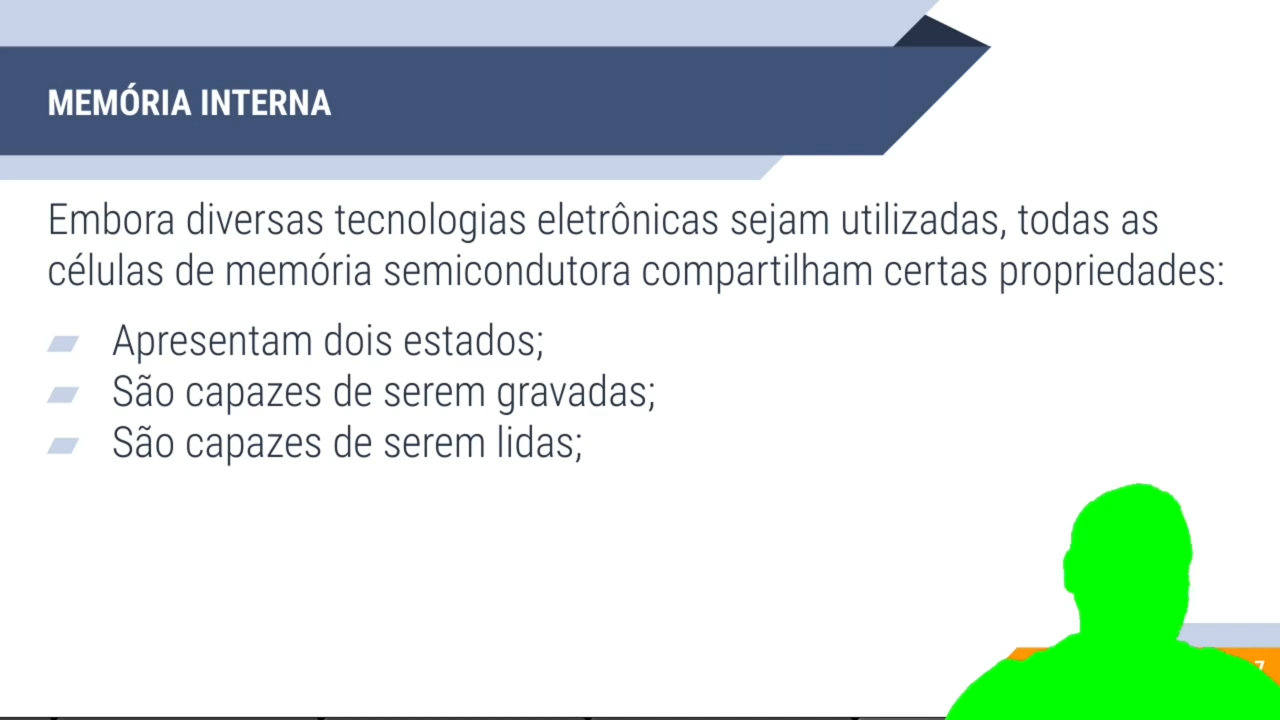 MEMÓRIA INTERNA
Embora diversas tecnologias eletrônicas sejam utilizadas, todas as
células de memória semicondutora compartilham certas propriedades:
Apresentam dois estados;
São capazes de serem gravadas;
São capazes de serem lidas;
7